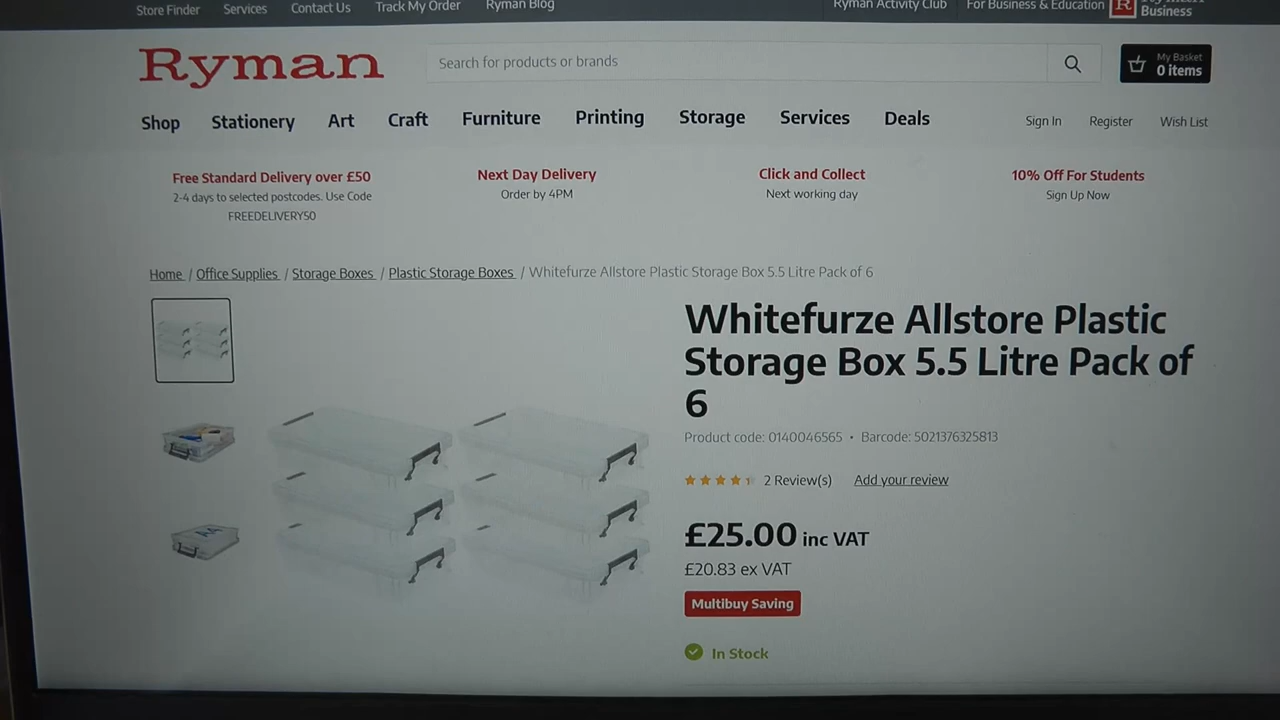 Store Finder Services Contact Us Track My Order Ryman Blog Ryman Activity Club For Business & Education R Business
Ryman Search for products or brands My Basket
0 items
Shop Stationery Art Craft Furniture Printing Storage Services Deals Sign In Register Wish List
Free Standard Delivery over £50
2-4 days to selected postcodes. Use Code
FREEDELIVERY50
Next Day Delivery
Order by 4PM
Click and Collect
Next working day
10% Off For Students
Sign Up Now
Home / Office Supplies / Storage Boxes / Plastic Storage Boxes / Whitefurze Allstore Plastic Storage Box 5.5 Litre Pack of 6
Whitefurze Allstore Plastic
Storage Box 5.5 Litre Pack of
6
Product code: 0140046565 • Barcode: 5021376325813
2 Review(s) Add your review
£25.00 inc VAT
£20.83 ex VAT
Multibuy Saving
In Stock
A4